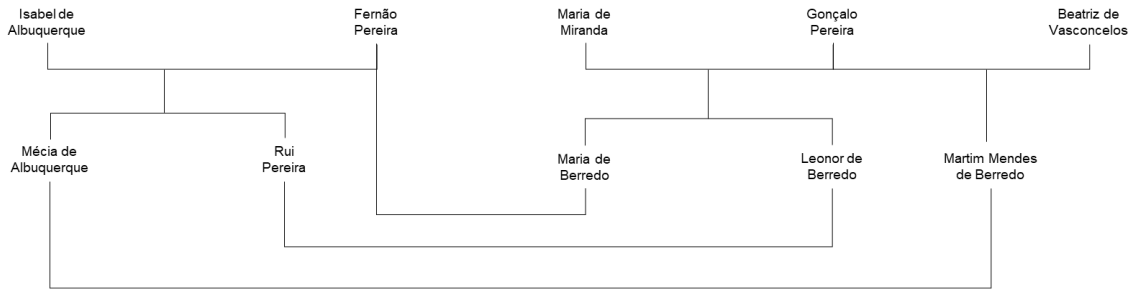 Isabel de
Albuquerque
Fernão
Pereira
Maria de
Miranda
Gonçalo
Pereira
Beatriz de
Vasconcelos
Mécia de
Albuquerque
Rui
Pereira
Maria de
Berredo
Leonor de
Berredo
Martim Mendes
de Berredo